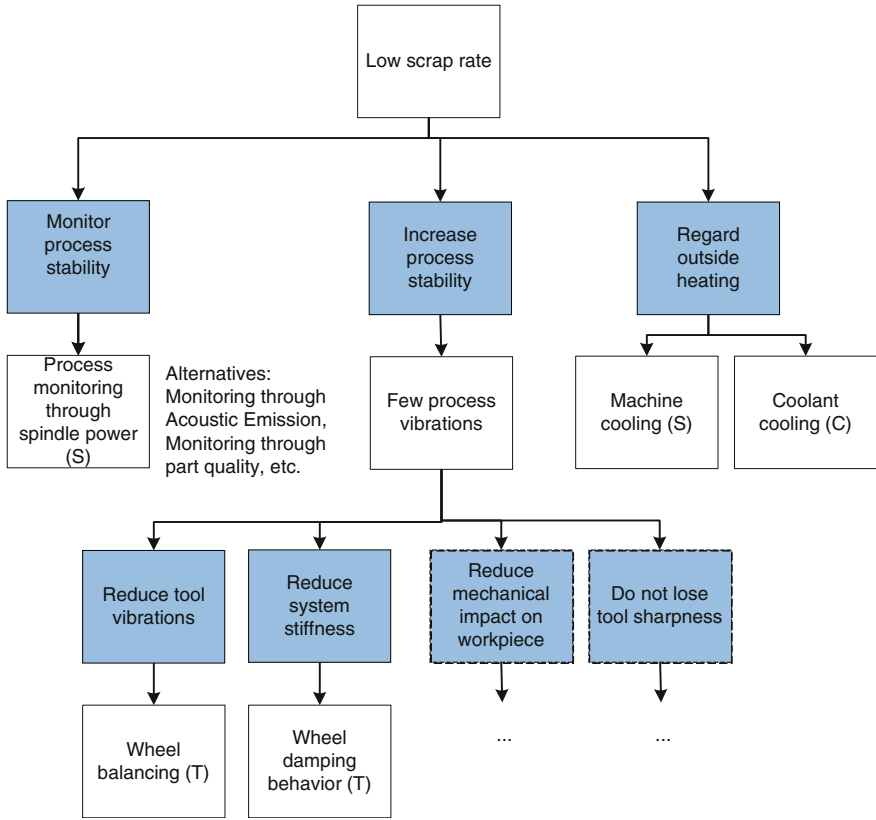 Low scrap rate
Monitor
process
stability
Increase
process
stability
Regard
outside
heating
Process
monitoring
through
spindle power
(S)
Alternatives:
Monitoring through
Acoustic Emission,
Monitoring through
part quality, etc.
Few process
vibrations
Machine
cooling (S)
Coolant
cooling (C)
Reduce tool
vibrations
Reduce
system
stiffness
Reduce
mechanical
impact on
workpiece
Do not lose
tool sharpness
Wheel
balancing (T)
Wheel
damping
behavior (T)
...
...